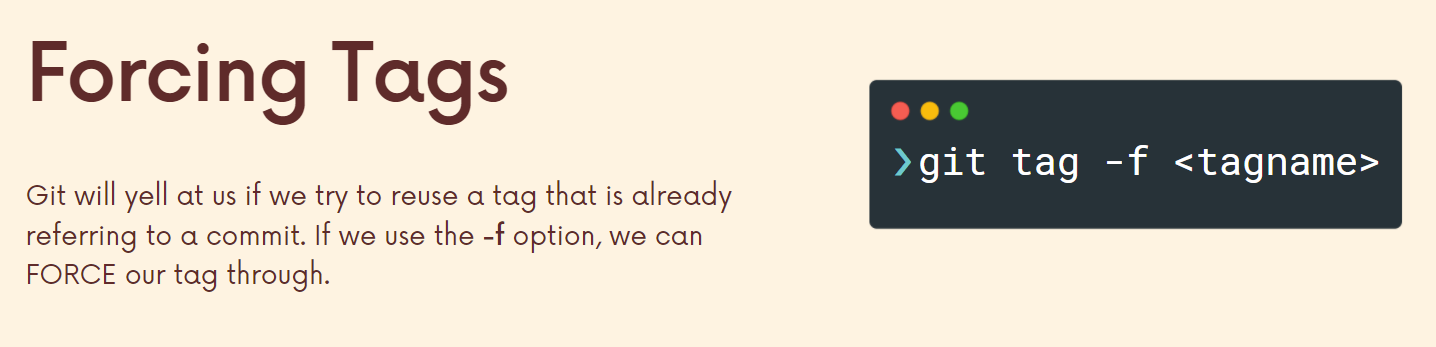 Forcing Tags
Git will yell at us if we try to reuse a tag that is already
referring to a commit. If we use the -f option, we can
FORCE our tag through.
❯git tag -f <tagname>